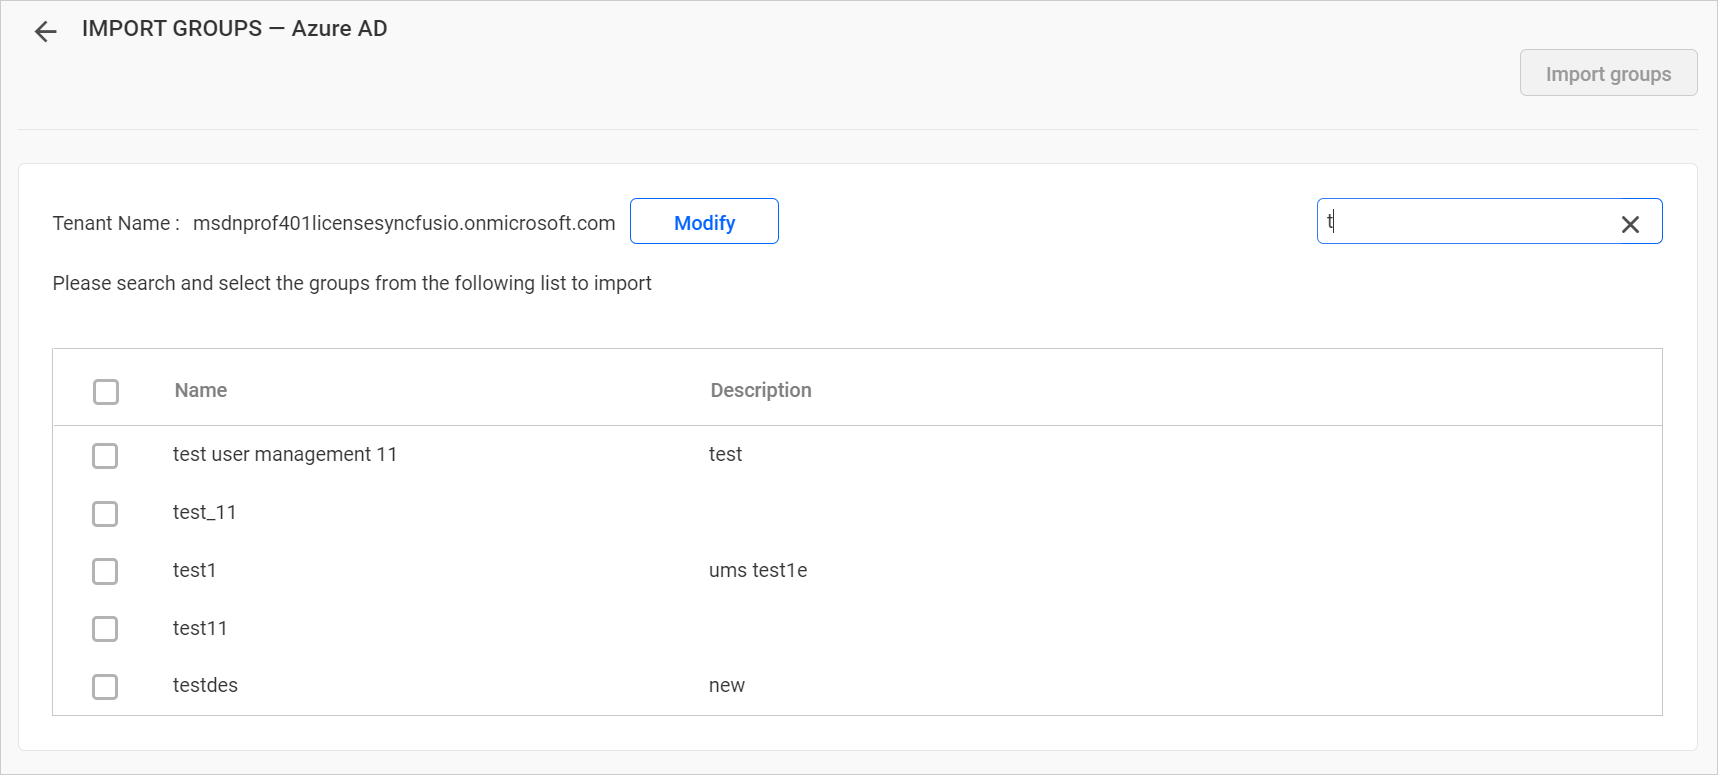 IMPORT GROUPS — Azure AD
Import groups
Tenant Name : msdnprof401licensesyncfusio.onmicrosoft.com Modify t
Please search and select the groups from the following list to import
Name Description
test user management 11 test
test_11
test1 ums test1e
test11
testdes new